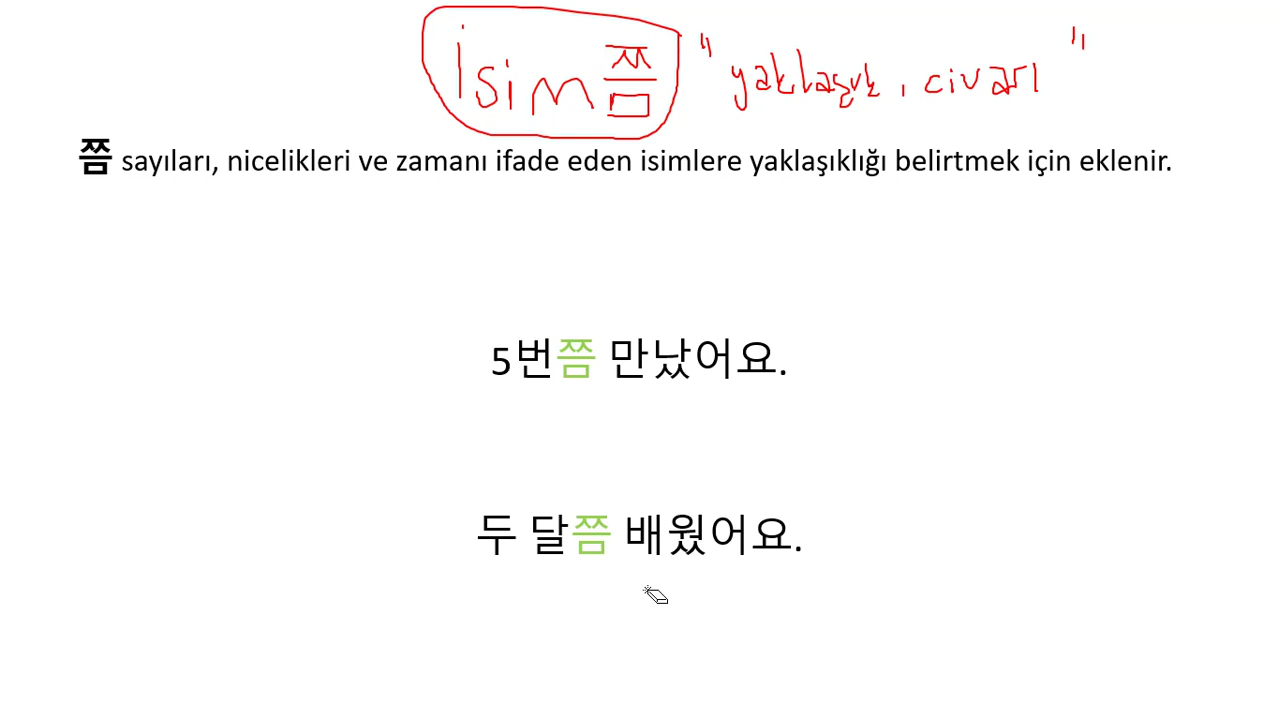 isim쯤 "yaklaşık, civarı"
쯤 sayıları, nicelikleri ve zamanı ifade eden isimlere yaklaşıklığı belirtmek için eklenir.
5번쯤 만났어요.
두 달쯤 배웠어요.